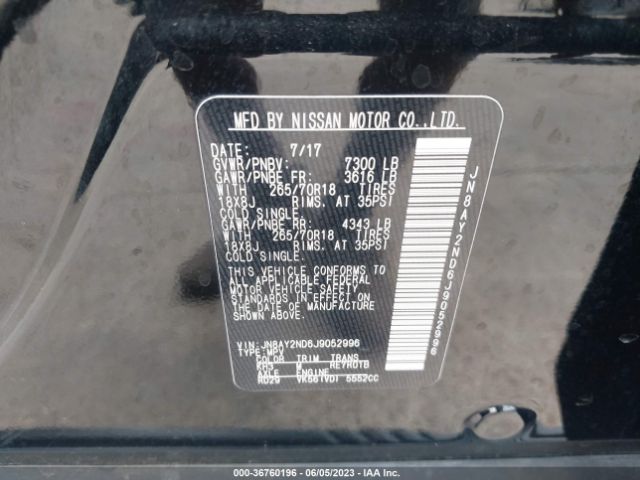 MFD BY NISSAN MOTOR CO.,LTD.
DATE: 7/17
GVWR/PNBV: 7300 LB
GAWR/PNBE FR: 3616 LB
WITH 265/70R18 TIRES
18X8J RIMS. AT 35PSI
COLD SINGLE.
GAWR/PNBE RR. 4343 LB
WITH 265/70R18 TIRES
18X8J RIMS. AT 35PSI
COLD SINGLE.
THIS VEHICLE CONFORMS TO
ALL APPLICABLE FEDERAL
MOTOR VEHICLE SAFETY
STANDARDS IN EFFECT ON
THE DATE OF MANUFACTURE
SHOWN ABOVE.
VIN: JN8AY2ND6J9052996
TYPE: MPV
COLOR TRIM TRANS
KH3 W RE7R01B
AXLE ENGINE
RD29 VK56(VD) 5552CC
JN8AY2ND6J9052996
000-36760196 - 06/05/2023 - IAA Inc.